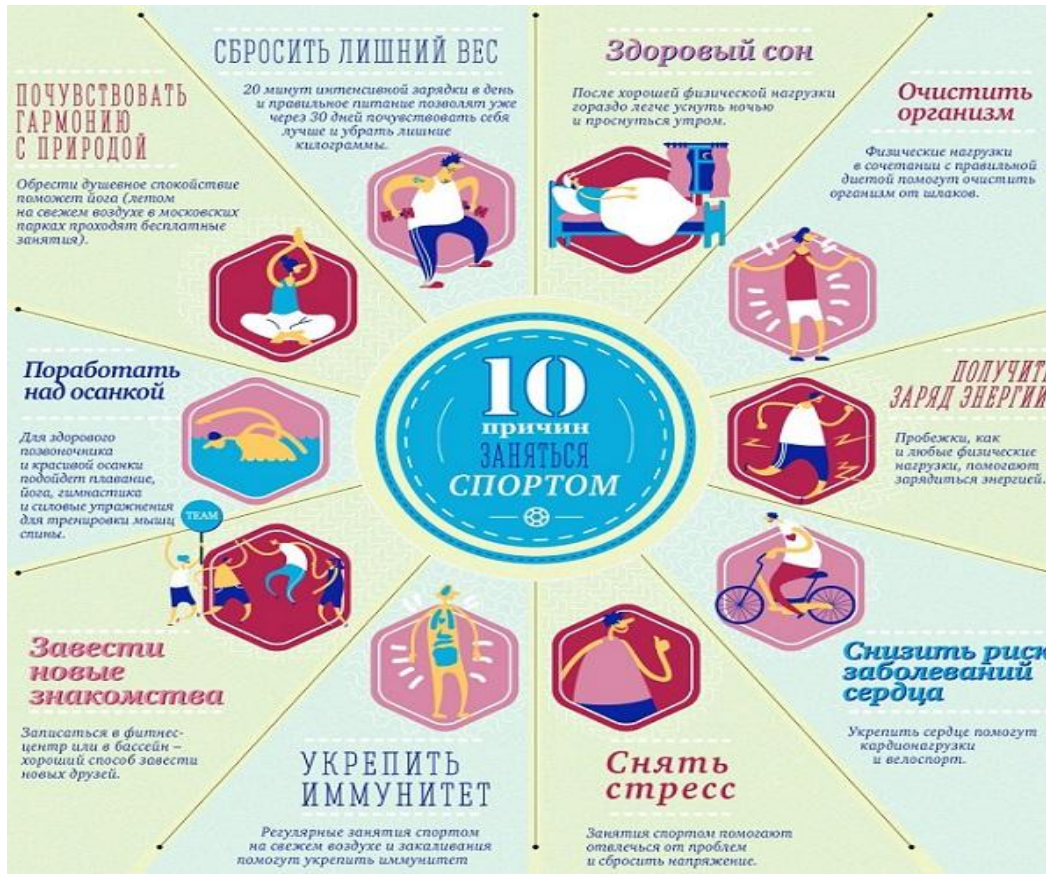 СБРОСИТЬ ЛИШНИЙ ВЕС
20 минут интенсивной зарядки в день
и правильное питание позволят уже
через 30 дней почувствовать себя
лучше и убрать лишние
килограммы.
Здоровый сон
После хорошей физической нагрузки
гораздо легче уснуть ночью
и проснуться утром.
Очистить
организм
Физические нагрузки
в сочетании с правильной
диетой помогут очистить
организм от шлаков.
ПОЛУЧИТЬ
ЗАРЯД ЭНЕРГИИ
Пробежки, как
и любые физические
нагрузки, помогают
зарядиться энергией.
Снизить риск
заболеваний
сердца
Укрепить сердце помогут
кардионагрузки
и велоспорт.
Снять
стресс
Занятия спортом помогают
отвлечься от проблем
и сбросить напряжение.
УКРЕПИТЬ
ИММУНИТЕТ
Регулярные занятия спортом
на свежем воздухе и закаливания
помогут укрепить иммунитет
TEAM
Завести
новые
знакомства
Записаться в фитнес-
центр или в бассейн –
хороший способ завести
новых друзей.
Поработать
над осанкой
Для здорового
позвоночника
и красивой осанки
подойдет плавание,
йога, гимнастика
и силовые упражнения
для тренировки мышц
спины.
ПОЧУВСТВОВАТЬ
ГАРМОНИЮ
С ПРИРОДОЙ
Обрести душевное спокойствие
поможет йога (летом
на свежем воздухе в московских
парках проходят бесплатные
занятия).
10
причин
ЗАНЯТЬСЯ
СПОРТОМ